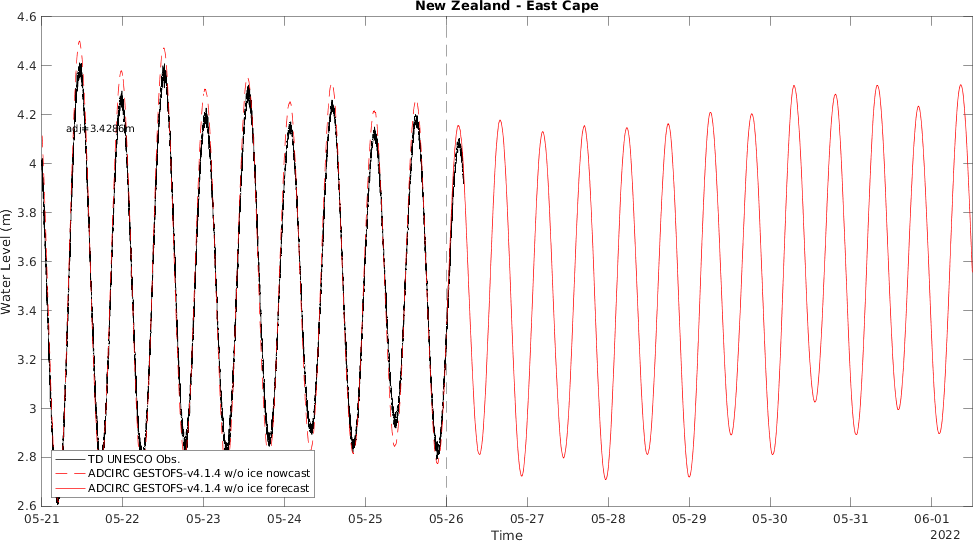 New Zealand - East Cape
Water Level (m)
4.6
4.4
4.2
4
3.8
3.6
3.4
3.2
3
2.8
2.6
adj=3.4286m
TD UNESCO Obs.
ADCIRC GESTOFS-v4.1.4 w/o ice nowcast
ADCIRC GESTOFS-v4.1.4 w/o ice forecast
05-21 05-22 05-23 05-24 05-25 05-26 05-27 05-28 05-29 05-30 05-31 06-01
2022
Time